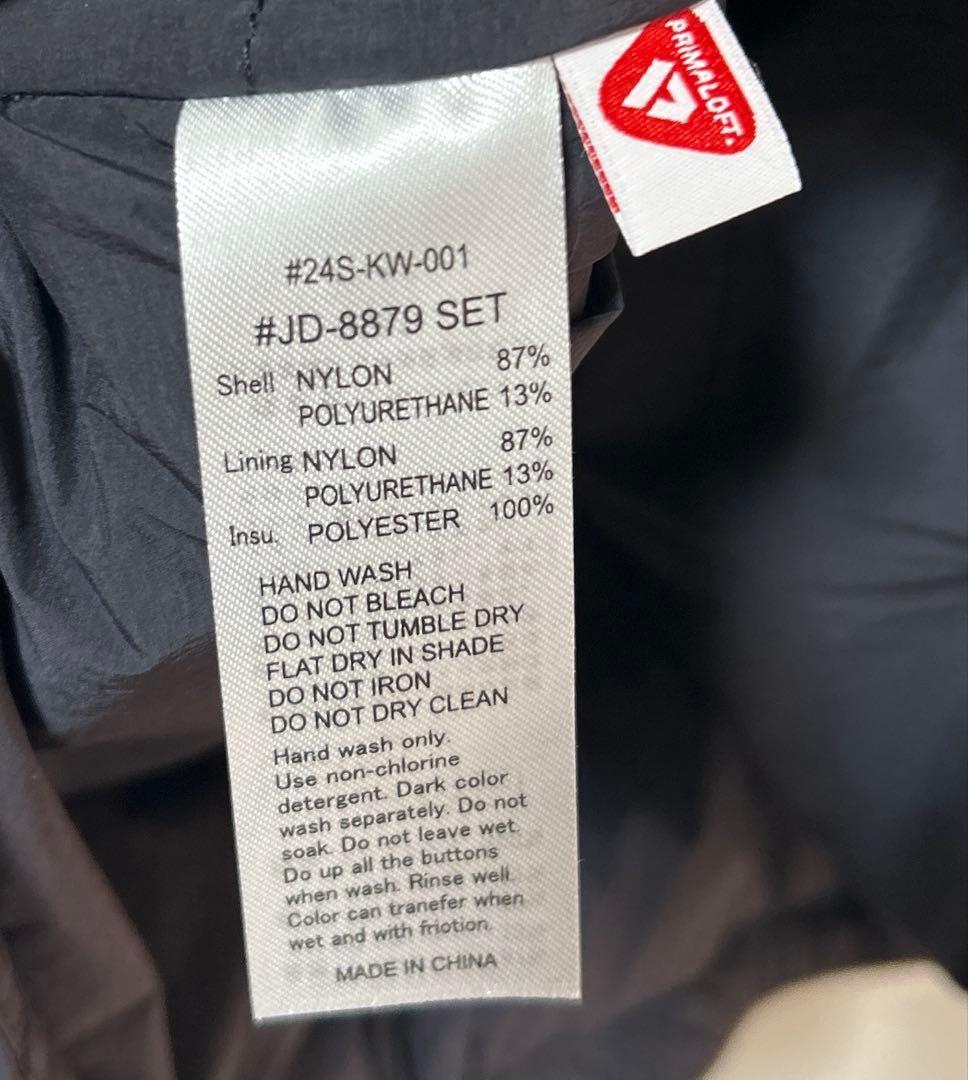 PRIMALOFT
#24S-KW-001
#JD-8879 SET
Shell NYLON 87%
POLYURETHANE 13%
Lining NYLON 87%
POLYURETHANE 13%
Insu. POLYESTER 100%
HAND WASH
DO NOT BLEACH
DO NOT TUMBLE DRY
FLAT DRY IN SHADE
DO NOT IRON
DO NOT DRY CLEAN
Hand wash only.
Use non-chlorine
detergent. Dark color
wash separately. Do not
soak. Do not leave wet.
Do up all the buttons
when wash. Rinse well.
Color can tranefer when
wet and with friotion.
MADE IN CHINA